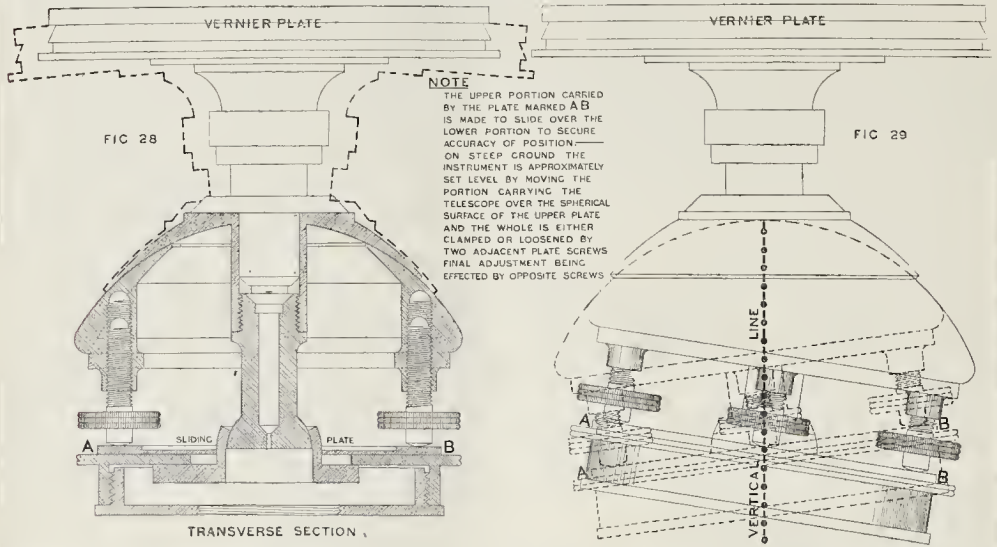 VERNIER PLATE
VERNIER PLATE
FIG 28
NOTE
THE UPPER PORTION CARRIED
BY THE PLATE MARKED AB
IS MADE TO SLIDE OVER THE
LOWER PORTION TO SECURE
ACCURACY OF POSITION.—
ON STEEP GROUND THE
INSTRUMENT IS APPROXIMATELY
SET LEVEL BY MOVING THE
PORTION CARRYING THE
TELESCOPE OVER THE SPHERICAL
SURFACE OF THE UPPER PLATE
AND THE WHOLE IS EITHER
CLAMPED OR LOOSENED BY
TWO ADJACENT PLATE SCREWS
FINAL ADJUSTMENT BEING
EFFECTED BY OPPOSITE SCREWS
FIG 29
A
SLIDING PLATE
B
TRANSVERSE SECTION
VERTICAL LINE
A
B
A
B